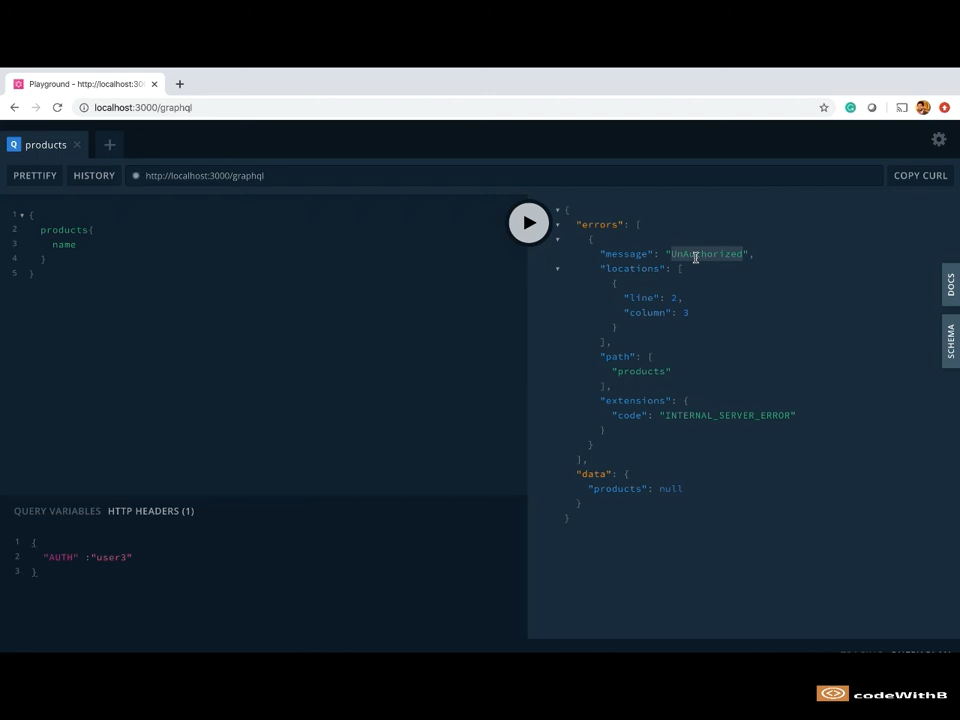 Playground - http://localhost:30
localhost:3000/graphql
Q products
PRETTIFY HISTORY http://localhost:3000/graphql COPY CURL
1 {
2 products{
3 name
4 }
5 }
{
"errors": [
{
"message": "UnAuthorized",
"locations": [
{
"line": 2,
"column": 3
}
],
"path": [
"products"
],
"extensions": {
"code": "INTERNAL_SERVER_ERROR"
}
}
],
"data": {
"products": null
}
}
DOCS
SCHEMA
QUERY VARIABLES HTTP HEADERS (1)
1 {
2 "AUTH" :"user3"
3 }
codeWithB